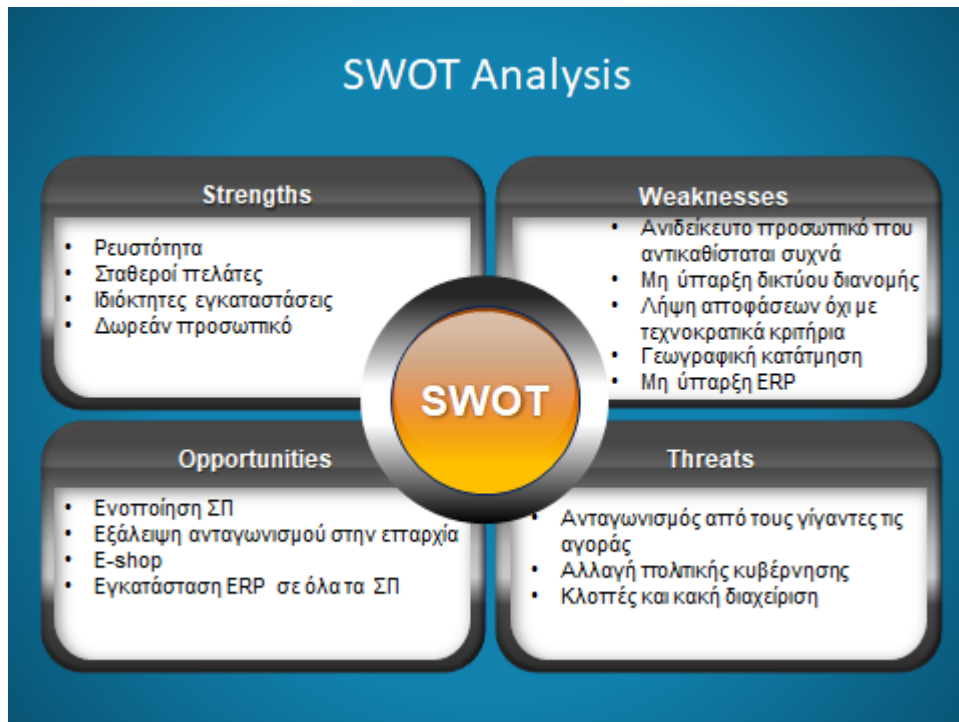 SWOT Analysis
Strengths
• Ρευστότητα
• Σταθεροί πελάτες
• Ιδιόκτητες εγκαταστάσεις
• Δωρεάν προσωπικό
Weaknesses
• Ανιδείκευτο προσωπικό που
αντικαθίσταται συχνά
• Μη ύπαρξη δικτύου διανομής
• Λήψη αποφάσεων όχι με
τεχνοκρατικά κριτήρια
• Γεωγραφική κατάτμηση
• Μη ύπαρξη ERP
SWOT
Opportunities
• Ενοποίηση ΣΠ
• Εξάλειψη ανταγωνισμού στην επαρχία
• E-shop
• Εγκατάσταση ERP σε όλα τα ΣΠ
Threats
• Ανταγωνισμός από τους γίγαντες τις
αγοράς
• Αλλαγή πολιτικής κυβέρνησης
• Κλοπές και κακή διαχείριση